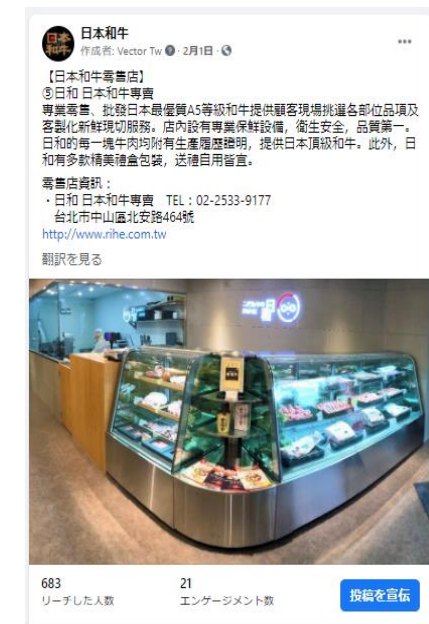 日本和牛
作成者: Vector Tw · 2月1日 ·
【日本和牛零售店】
⑤日和 日本和牛專賣
專業零售、批發日本最優質A5等級和牛提供顧客現場挑選各部位品項及
客製化新鮮現切服務。店內設有專業保鮮設備，衛生安全，品質第一。
日和的每一塊牛肉均附有生產履歷證明，提供日本頂級和牛。此外，日
和有多款精美禮盒包裝，送禮自用皆宜。
零售店資訊：
・日和 日本和牛專賣 TEL：02-2533-9177
台北市中山區北安路464號
http://www.rihe.com.tw
翻訳を見る
683
リーチした人数
21
エンゲージメント数
投稿を宣伝